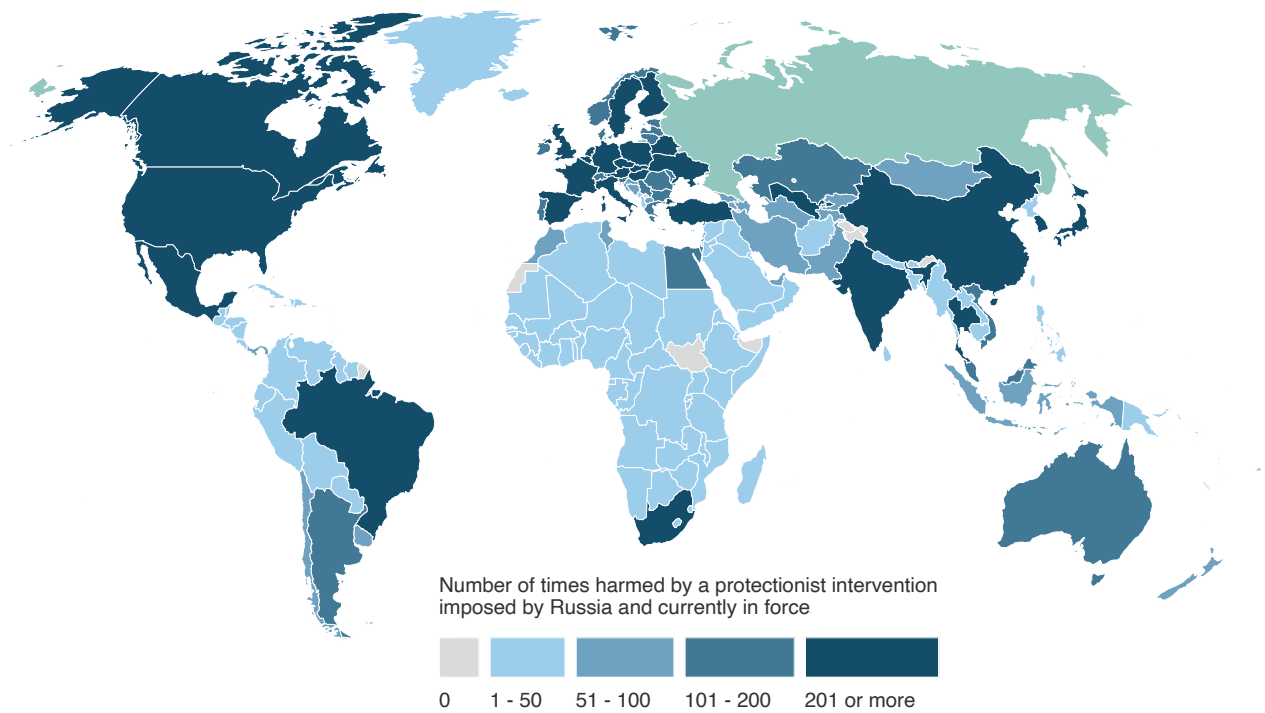 Number of times harmed by a protectionist intervention
imposed by Russia and currently in force
0 1 - 50 51 - 100 101 - 200 201 or more